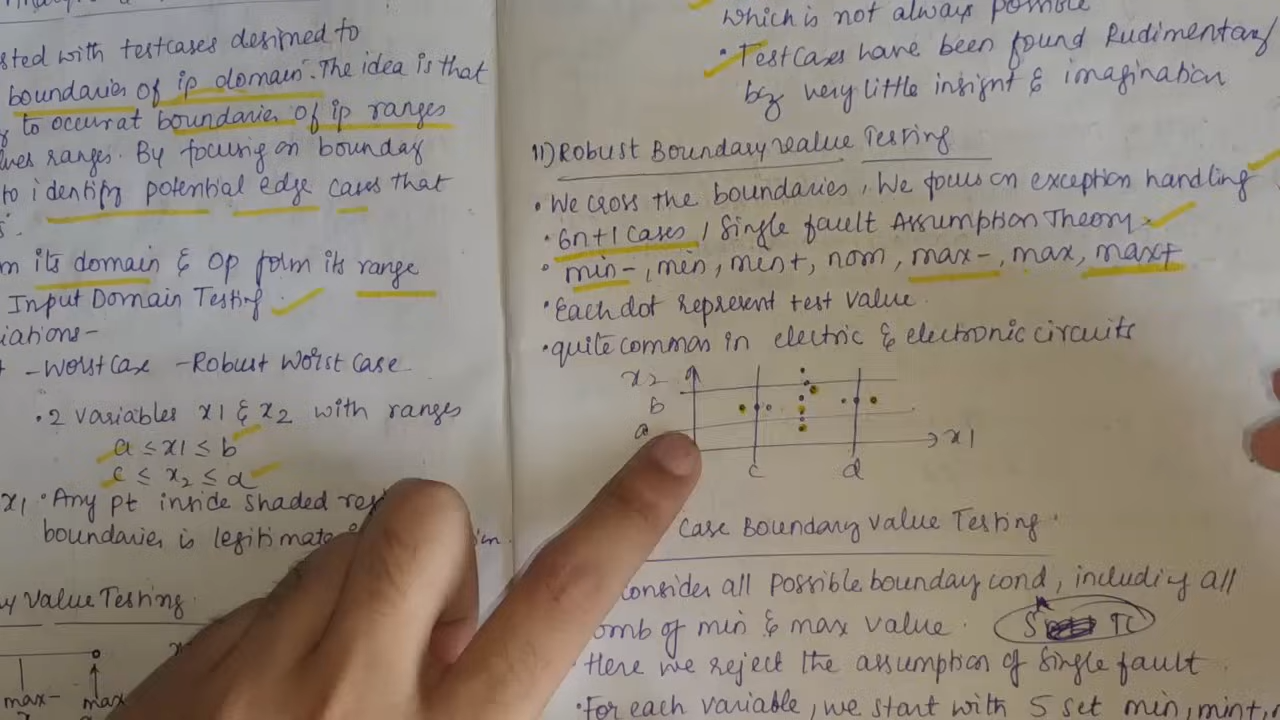 sted with testcases designed to
boundaries of ip domain. The idea is that
to occur at boundaries of ip ranges
ranges. By focusing on bounday
to identify potential edge cases that
its domain & Op form its range
Input Domain Testing
iations-
-Worst Case -Robust Worst Case
• 2 variables x1 & x2 with ranges
a ≤ x1 ≤ b
c ≤ x2 ≤ d
x1 • Any pt inside shaded
boundaries is legitimate
Value Testing
max- max
which is not always possible
• Testcases have been found Rudimentary
by very little insight & imagination
11) Robust Boundary Value Testing
• We cross the boundaries, We focus on exception handling
• 6n+1 cases / Single fault Assumption Theory
• min-, min, min+, nom, max-, max, max+
• Each dot represent test value.
• quite common in electric & electronic circuits
x2
b
a
x1
c d
Case Boundary Value Testing
consider all possible bounday cond, including all
omb of min & max value. 5^n TC
• Here we reject the assumption of single fault
• For each variable, we start with 5 set min, min+,